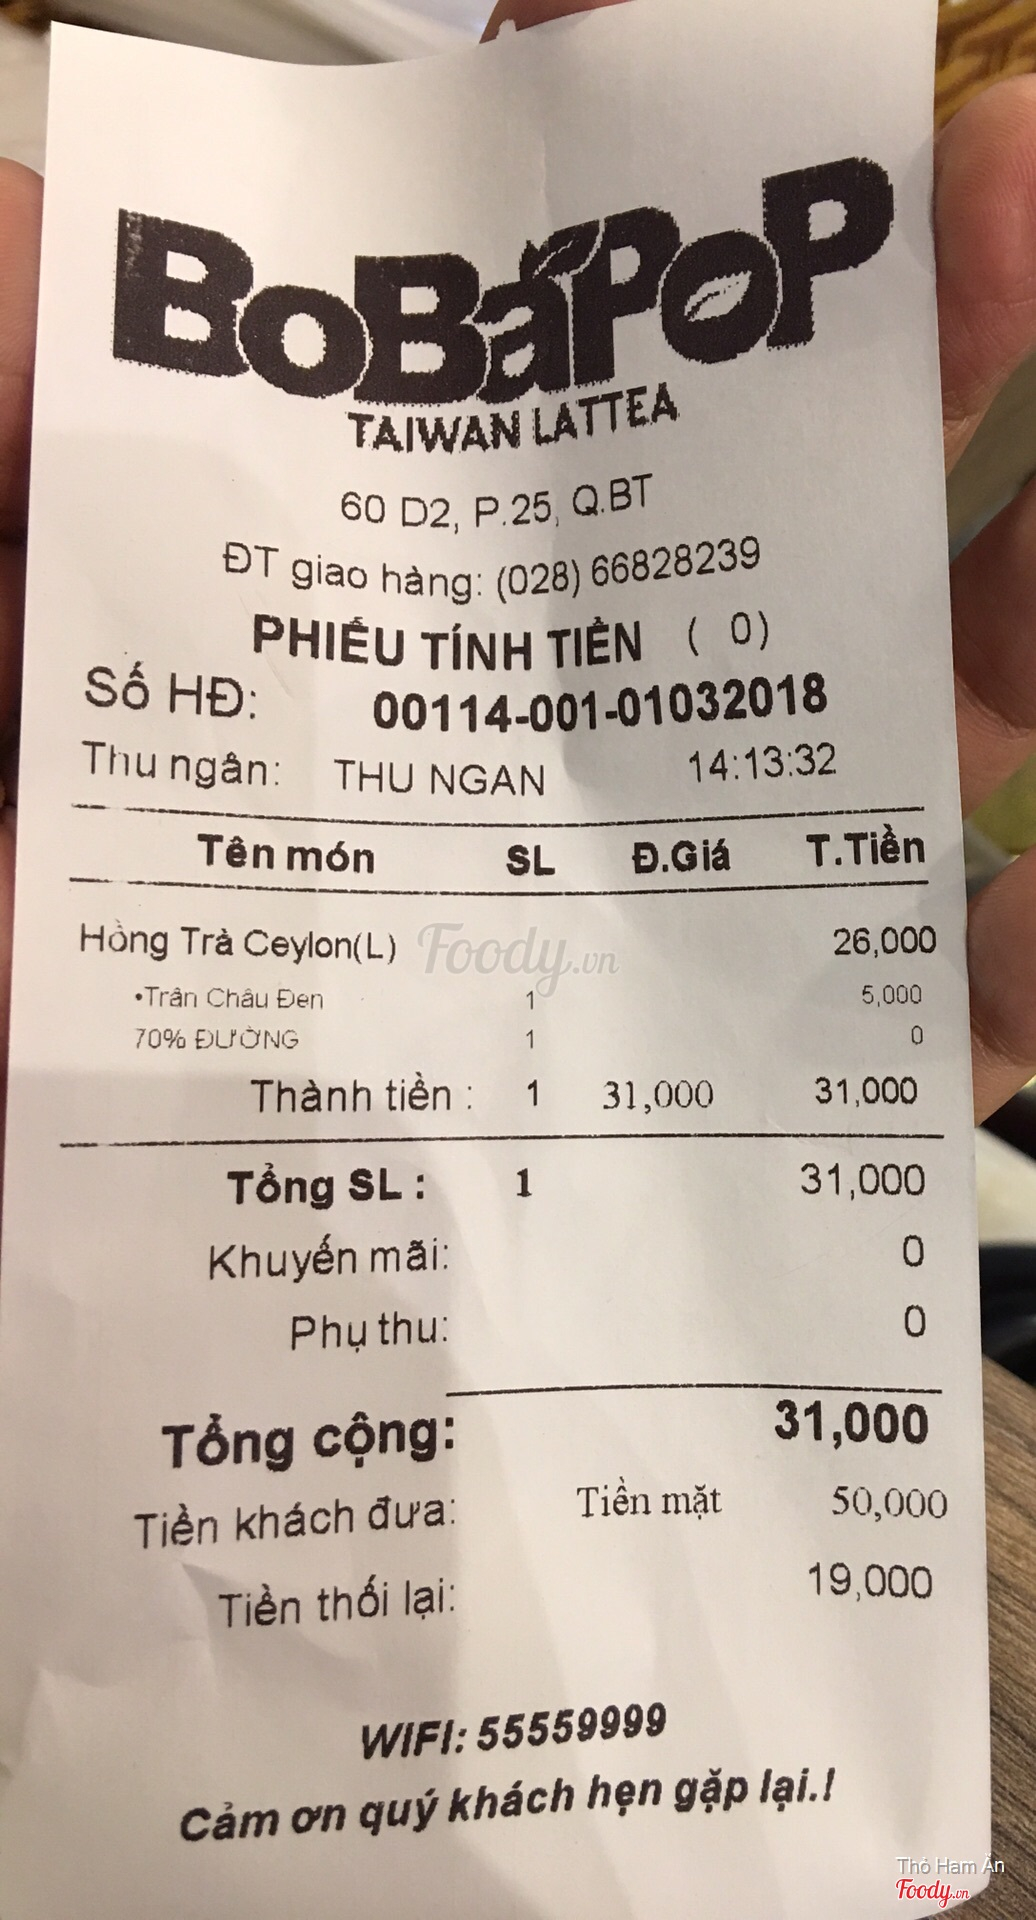 BoBaPoP
TAIWAN LATTEA
60 D2, P.25, Q.BT
ĐT giao hàng: (028) 66828239
PHIẾU TÍNH TIỀN ( 0)
Số HĐ: 00114-001-01032018
Thu ngân: THU NGAN 14:13:32
Tên món SL Đ.Giá T.Tiền
Hồng Trà Ceylon(L) 26,000
Foody.vn
•Trân Châu Đen 1 5,000
70% ĐƯỜNG 1 0
Thành tiền : 1 31,000 31,000
Tổng SL : 1 31,000
Khuyến mãi: 0
Phụ thu: 0
Tổng cộng: 31,000
Tiền khách đưa: Tiền mặt 50,000
Tiền thối lại: 19,000
WIFI: 55559999
Cảm ơn quý khách hẹn gặp lại.!
Thỏ Ham Ăn
Foody.vn